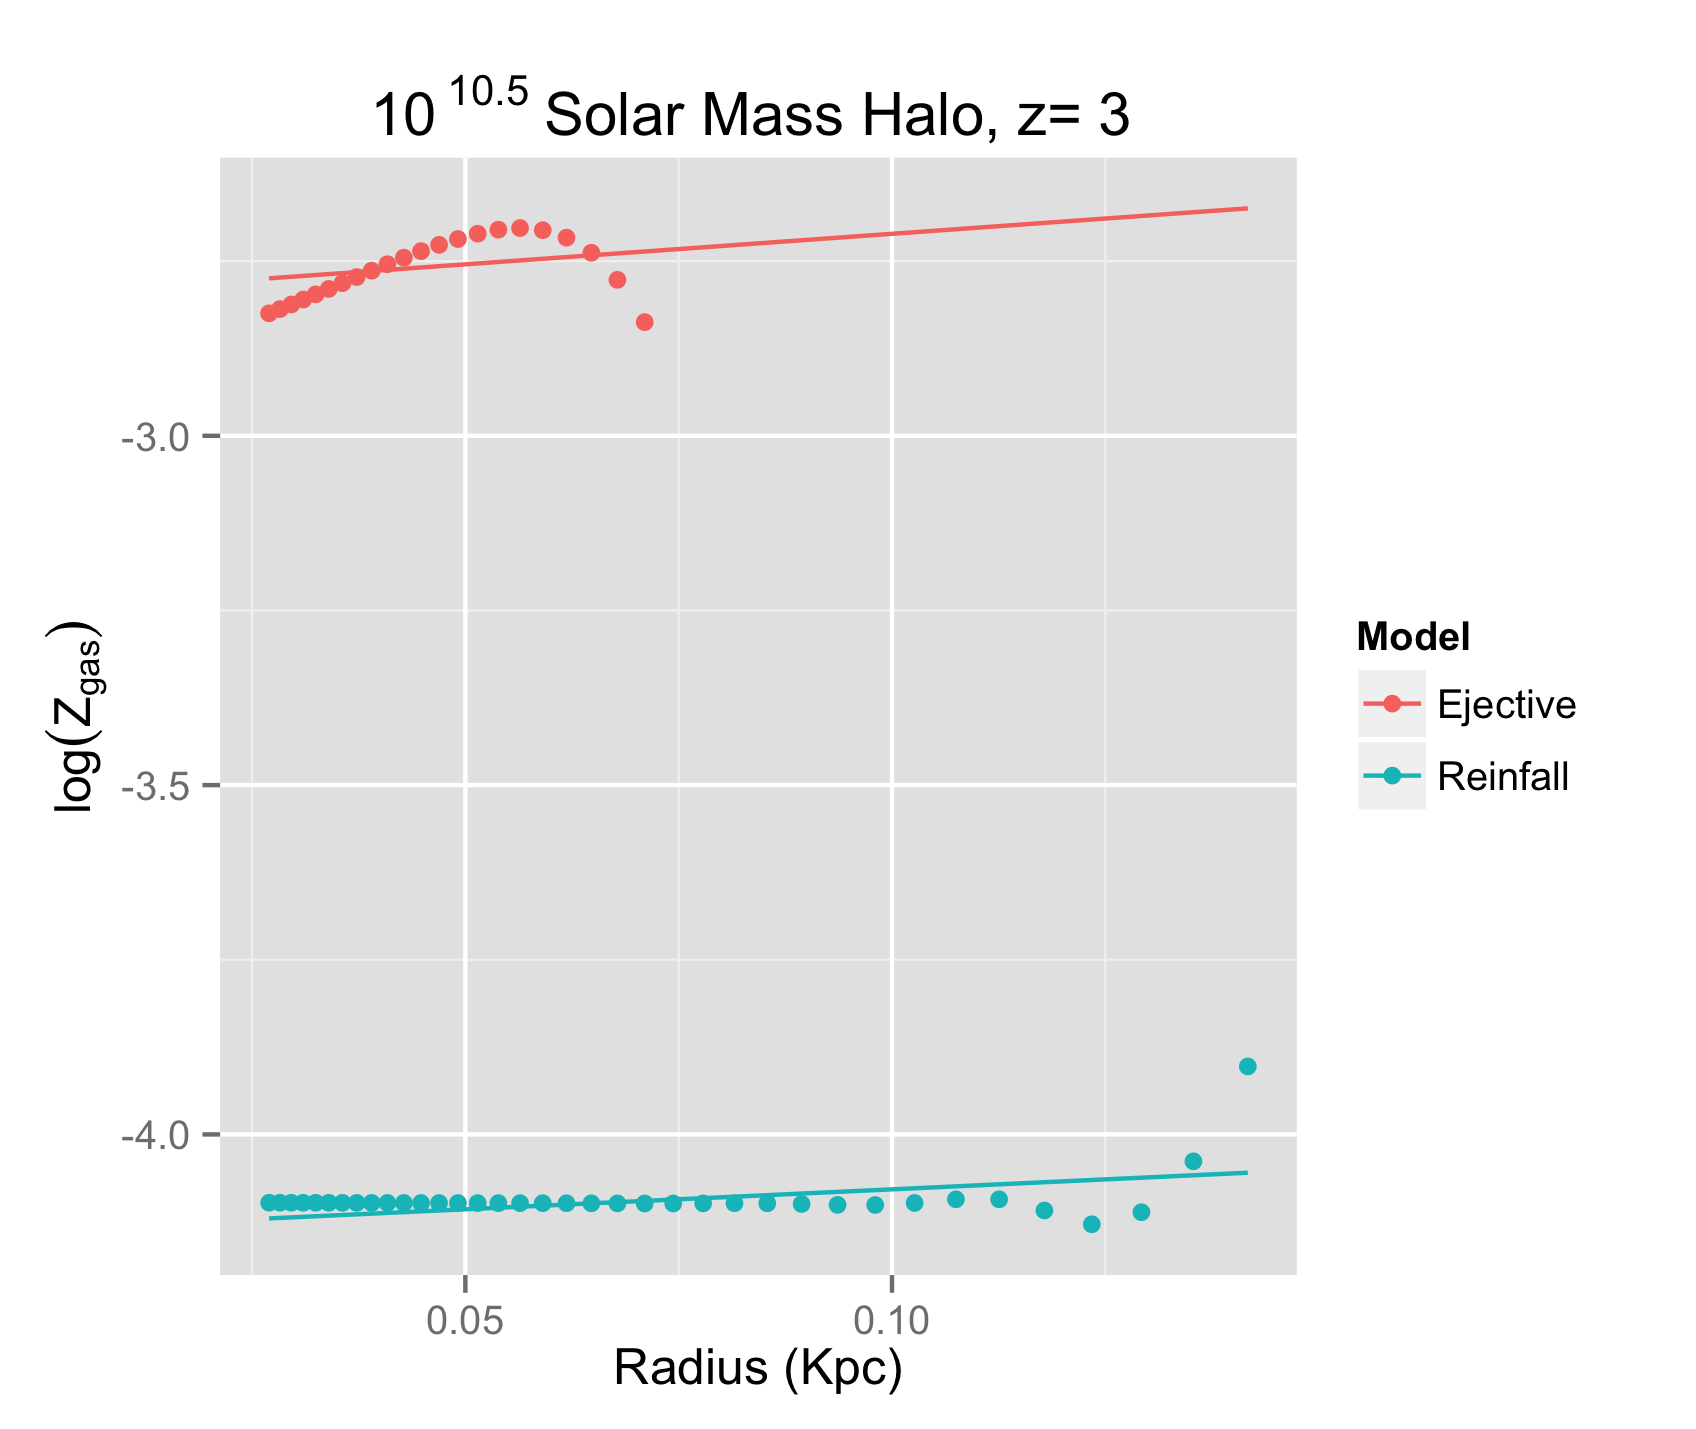 10^10.5 Solar Mass Halo, z= 3
log(Z_gas)
-3.0
-3.5
-4.0
0.05 0.10
Radius (Kpc)
Model
Ejective
Reinfall